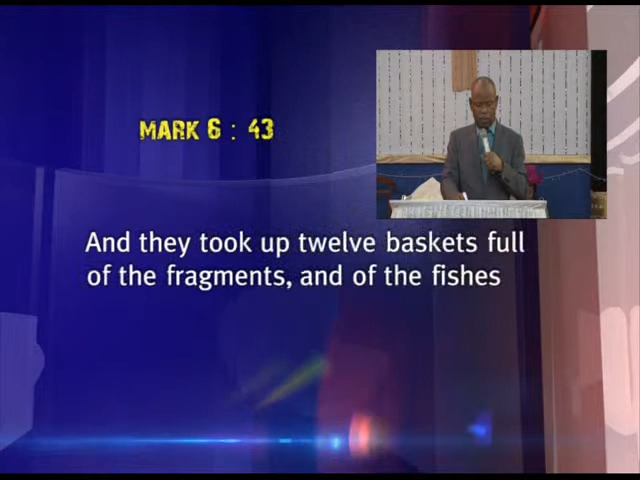 MARK 6 : 43
And they took up twelve baskets full
of the fragments, and of the fishes